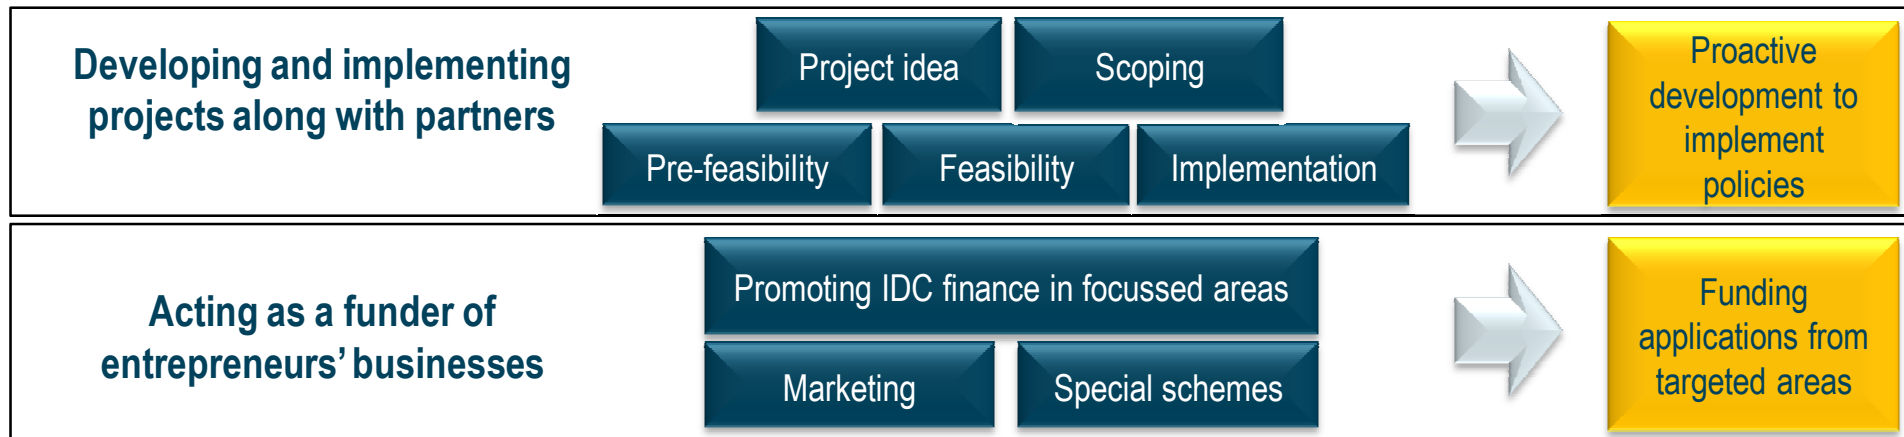 Developing and implementing
projects along with partners
Project idea
Scoping
Pre-feasibility
Feasibility
Implementation
Proactive
development to
implement
policies
Acting as a funder of
entrepreneurs’ businesses
Promoting IDC finance in focussed areas
Marketing
Special schemes
Funding
applications from
targeted areas